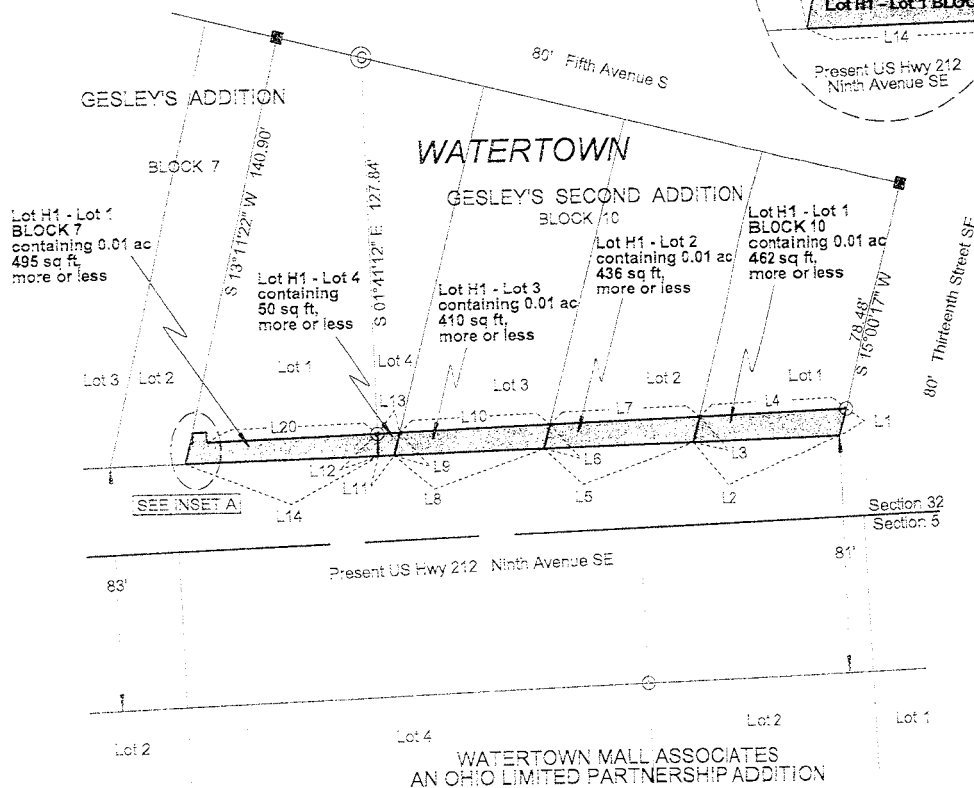 Lot H1 - Lot 1 BLOC
L14
Present US Hwy 212
Ninth Avenue SE
80' Fifth Avenue S
GESLEY'S ADDITION
BLOCK 7
S 13°11'22" W 140.90'
S 01°41'12" E 127.84'
WATERTOWN
GESLEY'S SECOND ADDITION
BLOCK 10
Lot H1 - Lot 1
BLOCK 7
containing 0.01 ac
495 sq ft,
more or less
Lot H1 - Lot 4
containing
50 sq ft,
more or less
Lot H1 - Lot 3
containing 0.01 ac
410 sq ft,
more or less
Lot H1 - Lot 2
containing 0.01 ac
436 sq ft,
more or less
Lot H1 - Lot 1
BLOCK 10
containing 0.01 ac
462 sq ft,
more or less
78.48'
S 15°00'17" W
80' Thirteenth Street SE
Lot 3
Lot 2
Lot 1
Lot 4
Lot 3
Lot 2
Lot 1
L20
L13
L10
L7
L4
L1
L12
L11
L9
L6
L3
L14
L8
L5
L2
SEE INSET A
Section 32
Section 5
Present US Hwy 212 Ninth Avenue SE
83'
81'
Lot 2
Lot 4
Lot 2
Lot 1
WATERTOWN MALL ASSOCIATES
AN OHIO LIMITED PARTNERSHIP ADDITION